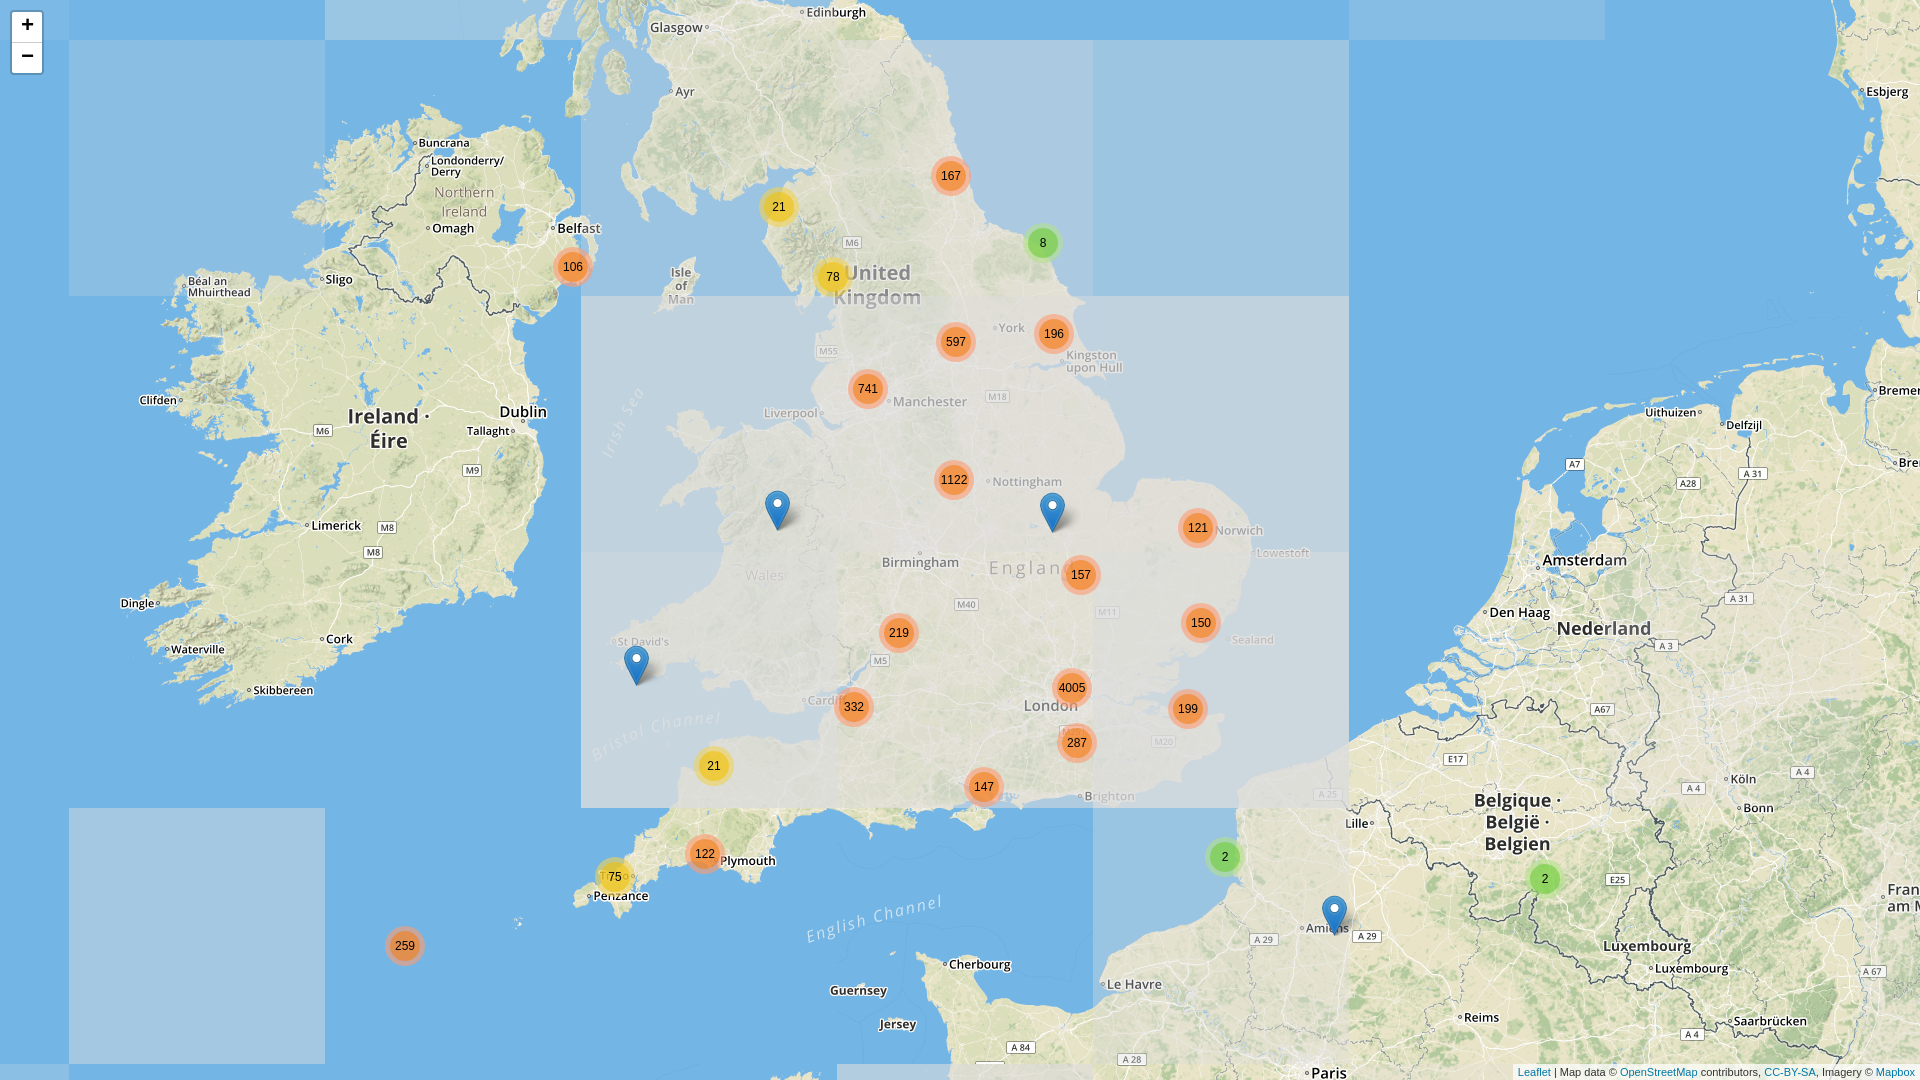 +
−
Edinburgh
Glasgow
Ayr
Esbjerg
Buncrana
Londonderry/
Derry
Northern
Ireland
Omagh
Belfast
167
21
8
M6
106
78
United
Kingdom
Isle
of
Man
Sligo
Béal an
Mhuirthead
York
196
597
Kingston
upon Hull
M55
741
Manchester
M18
Liverpool
Irish Sea
Clifden
Ireland ·
Éire
Dublin
Tallaght
M6
M9
Uithuizen
Delfzijl
A7
A 31
A28
1122
Nottingham
Limerick
M8
M8
121
Norwich
Lowestoft
Birmingham
Englan
157
Wales
Amsterdam
M40
M11
A 31
Dingle
Den Haag
Nederland
219
150
Sealand
St David's
Cork
Waterville
M5
A 3
Skibbereen
4005
London
Cardiff
332
199
A67
Bristol Channel
287
M20
21
E17
147
Brighton
A 25
Köln
A 4
A 4
Bonn
Belgique ·
België ·
Belgien
Lille
122
Plymouth
2
75
Penzance
2
E25
English Channel
Amiens
A 29
A 29
259
Luxembourg
Luxembourg
A 67
Cherbourg
Guernsey
Le Havre
Jersey
Reims
Saarbrücken
A 4
A 84
A 28
Paris
Leaflet | Map data © OpenStreetMap contributors, CC-BY-SA, Imagery © Mapbox